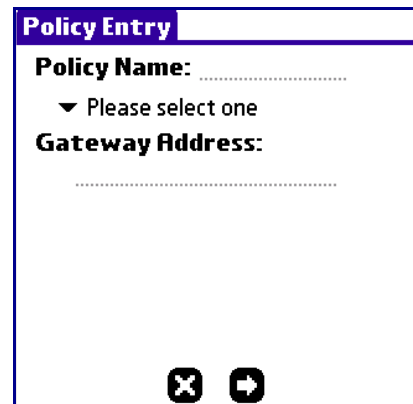 Policy Entry
Policy Name:
Please select one
Gateway Address: